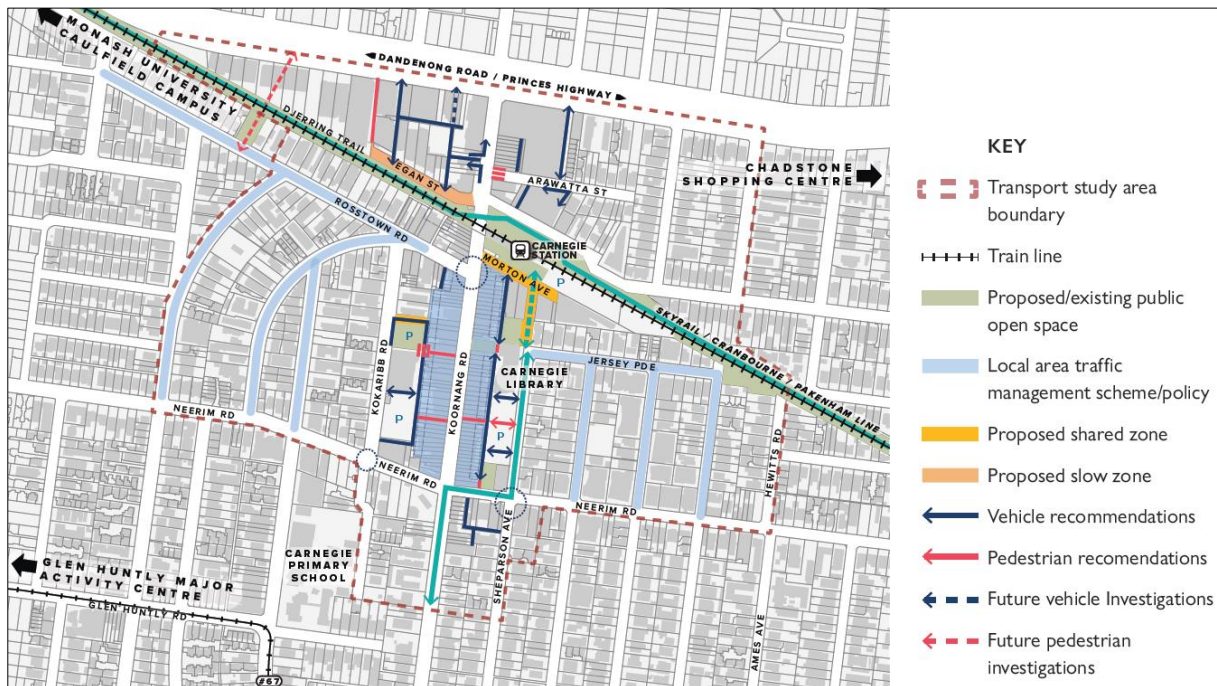 MONASH UNIVERSITY
CAULFIELD CAMPUS
DANDENONG ROAD / PRINCES HIGHWAY
DJERRING TRAIL
EGAN ST
ARAWATTA ST
CHADSTONE
SHOPPING CENTRE
ROSSTOWN RD
CARNEGIE
STATION
MORTON AVE
P
SKYRAIL / CRANBOURNE / PAKENHAM LINE
P
KOKARIBB RD
KOORNANG RD
JERSEY PDE
CARNEGIE
LIBRARY
NEERIM RD
P
P
HEWITTS RD
NEERIM RD
NEERIM RD
SHEPARSON AVE
CARNEGIE
PRIMARY
SCHOOL
GLEN HUNTLY MAJOR
ACTIVITY CENTRE
GLEN HUNTLY RD
AMES AVE
#67
KEY
Transport study area
boundary
Train line
Proposed/existing public
open space
Local area traffic
management scheme/policy
Proposed shared zone
Proposed slow zone
Vehicle recommendations
Pedestrian recomendations
Future vehicle Investigations
Future pedestrian
investigations